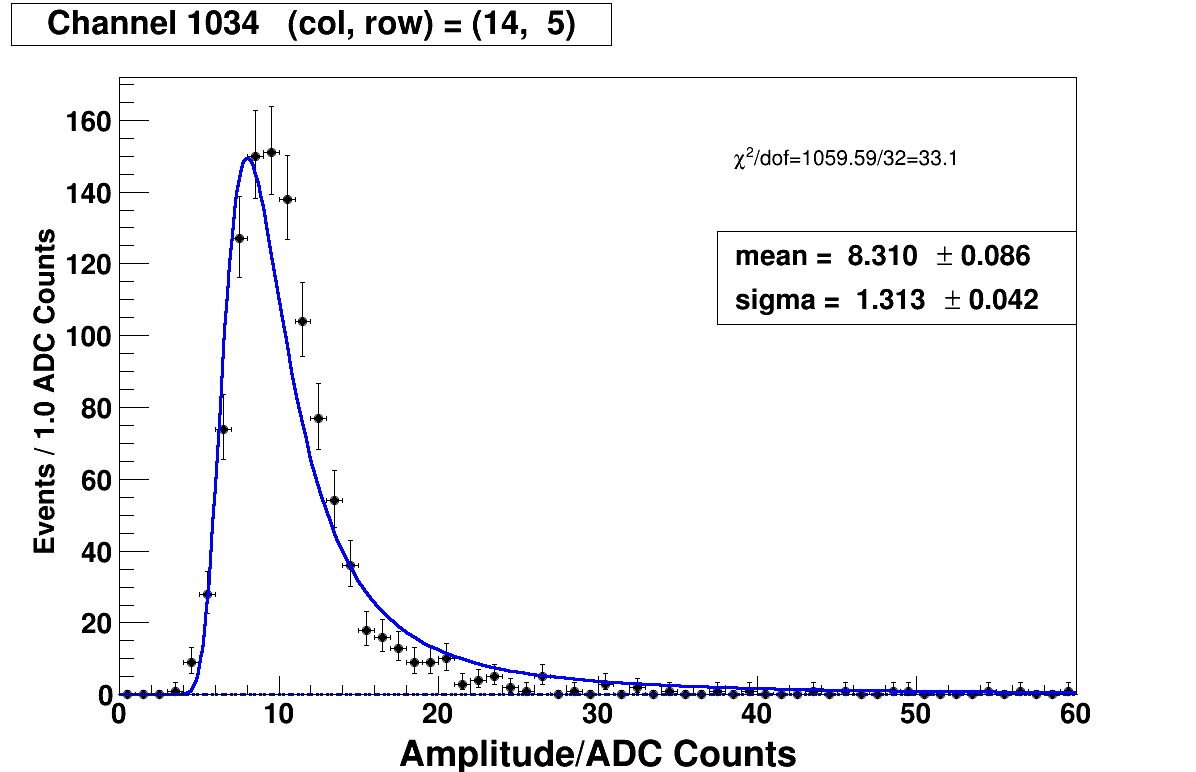 Channel 1034 (col, row) = (14, 5)
160
140
120
100
80
60
40
20
0
Events / 1.0 ADC Counts
χ²/dof=1059.59/32=33.1
mean = 8.310 ± 0.086
sigma = 1.313 ± 0.042
0 10 20 30 40 50 60
Amplitude/ADC Counts